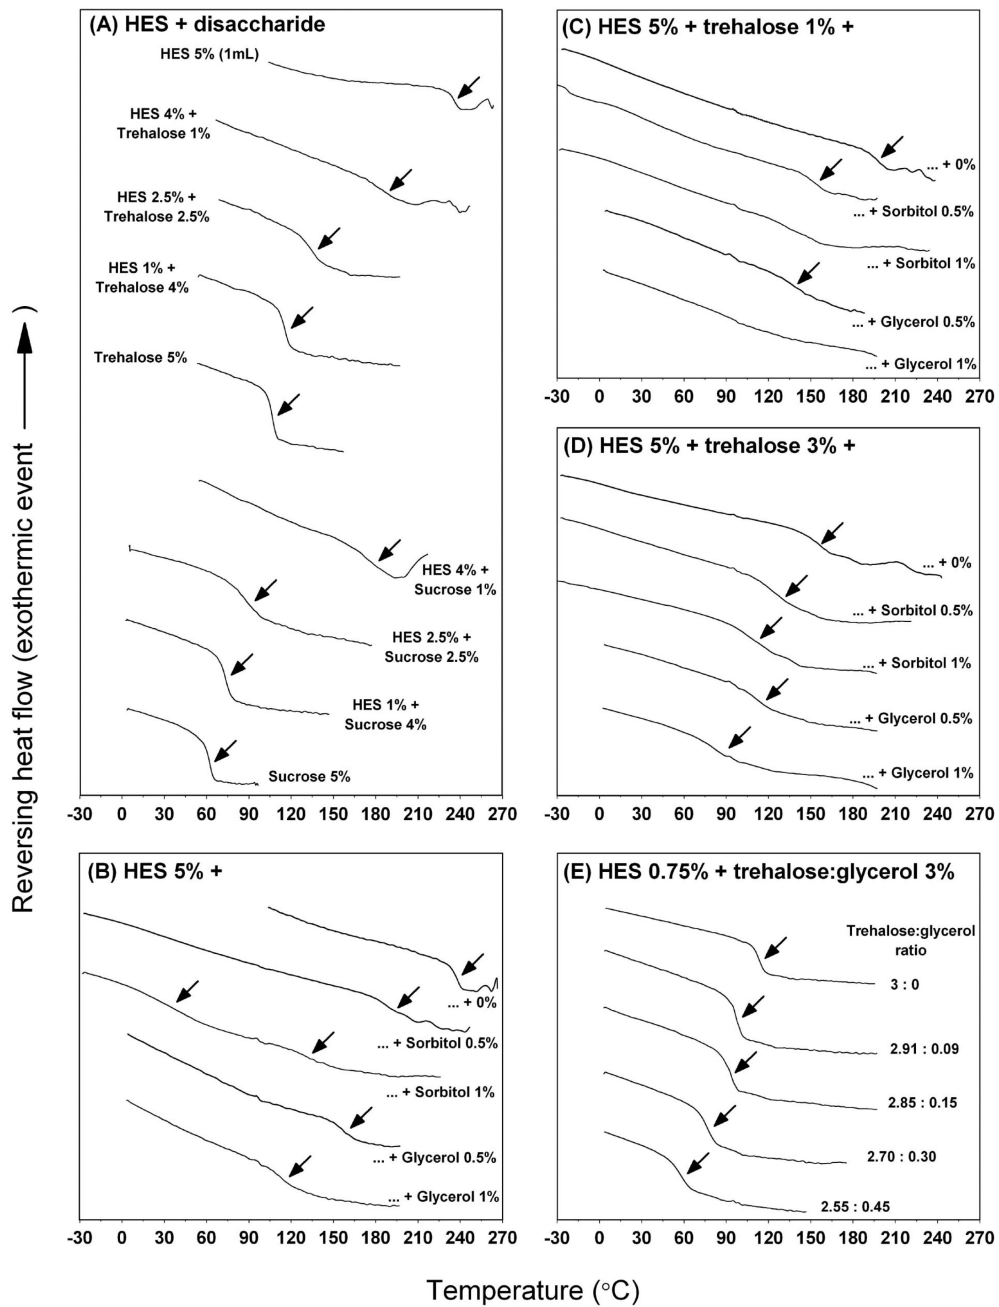 Reversing heat flow (exothermic event →)
(A) HES + disaccharide
HES 5% (1mL)
HES 4% +
Trehalose 1%
HES 2.5% +
Trehalose 2.5%
HES 1% +
Trehalose 4%
Trehalose 5%
HES 4% +
Sucrose 1%
HES 2.5% +
Sucrose 2.5%
HES 1% +
Sucrose 4%
Sucrose 5%
-30 0 30 60 90 120 150 180 210 240 270
(B) HES 5% +
... + 0%
... + Sorbitol 0.5%
... + Sorbitol 1%
... + Glycerol 0.5%
... + Glycerol 1%
-30 0 30 60 90 120 150 180 210 240 270
(C) HES 5% + trehalose 1% +
... + 0%
... + Sorbitol 0.5%
... + Sorbitol 1%
... + Glycerol 0.5%
... + Glycerol 1%
-30 0 30 60 90 120 150 180 210 240 270
(D) HES 5% + trehalose 3% +
... + 0%
... + Sorbitol 0.5%
... + Sorbitol 1%
... + Glycerol 0.5%
... + Glycerol 1%
-30 0 30 60 90 120 150 180 210 240 270
(E) HES 0.75% + trehalose:glycerol 3%
Trehalose:glycerol
ratio
3 : 0
2.91 : 0.09
2.85 : 0.15
2.70 : 0.30
2.55 : 0.45
-30 0 30 60 90 120 150 180 210 240 270
Temperature (°C)